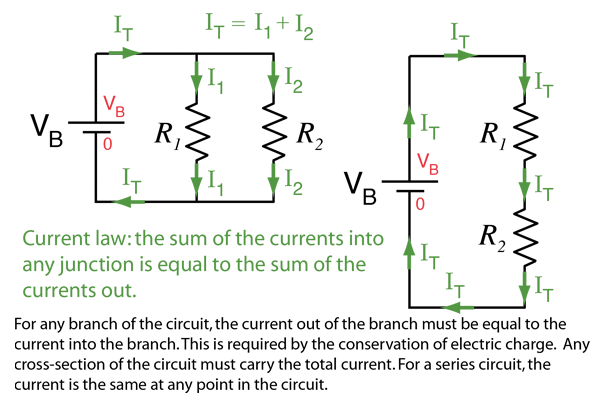 I_T
I_T = I_1 + I_2
I_1
I_2
V_B
V_B
0
R_1
R_2
I_T
I_1
I_2
I_T
I_T
I_T
R_1
V_B
V_B
0
I_T
R_2
I_T
I_T
I_T
Current law: the sum of the currents into
any junction is equal to the sum of the
currents out.
For any branch of the circuit, the current out of the branch must be equal to the
current into the branch. This is required by the conservation of electric charge. Any
cross-section of the circuit must carry the total current. For a series circuit, the
current is the same at any point in the circuit.